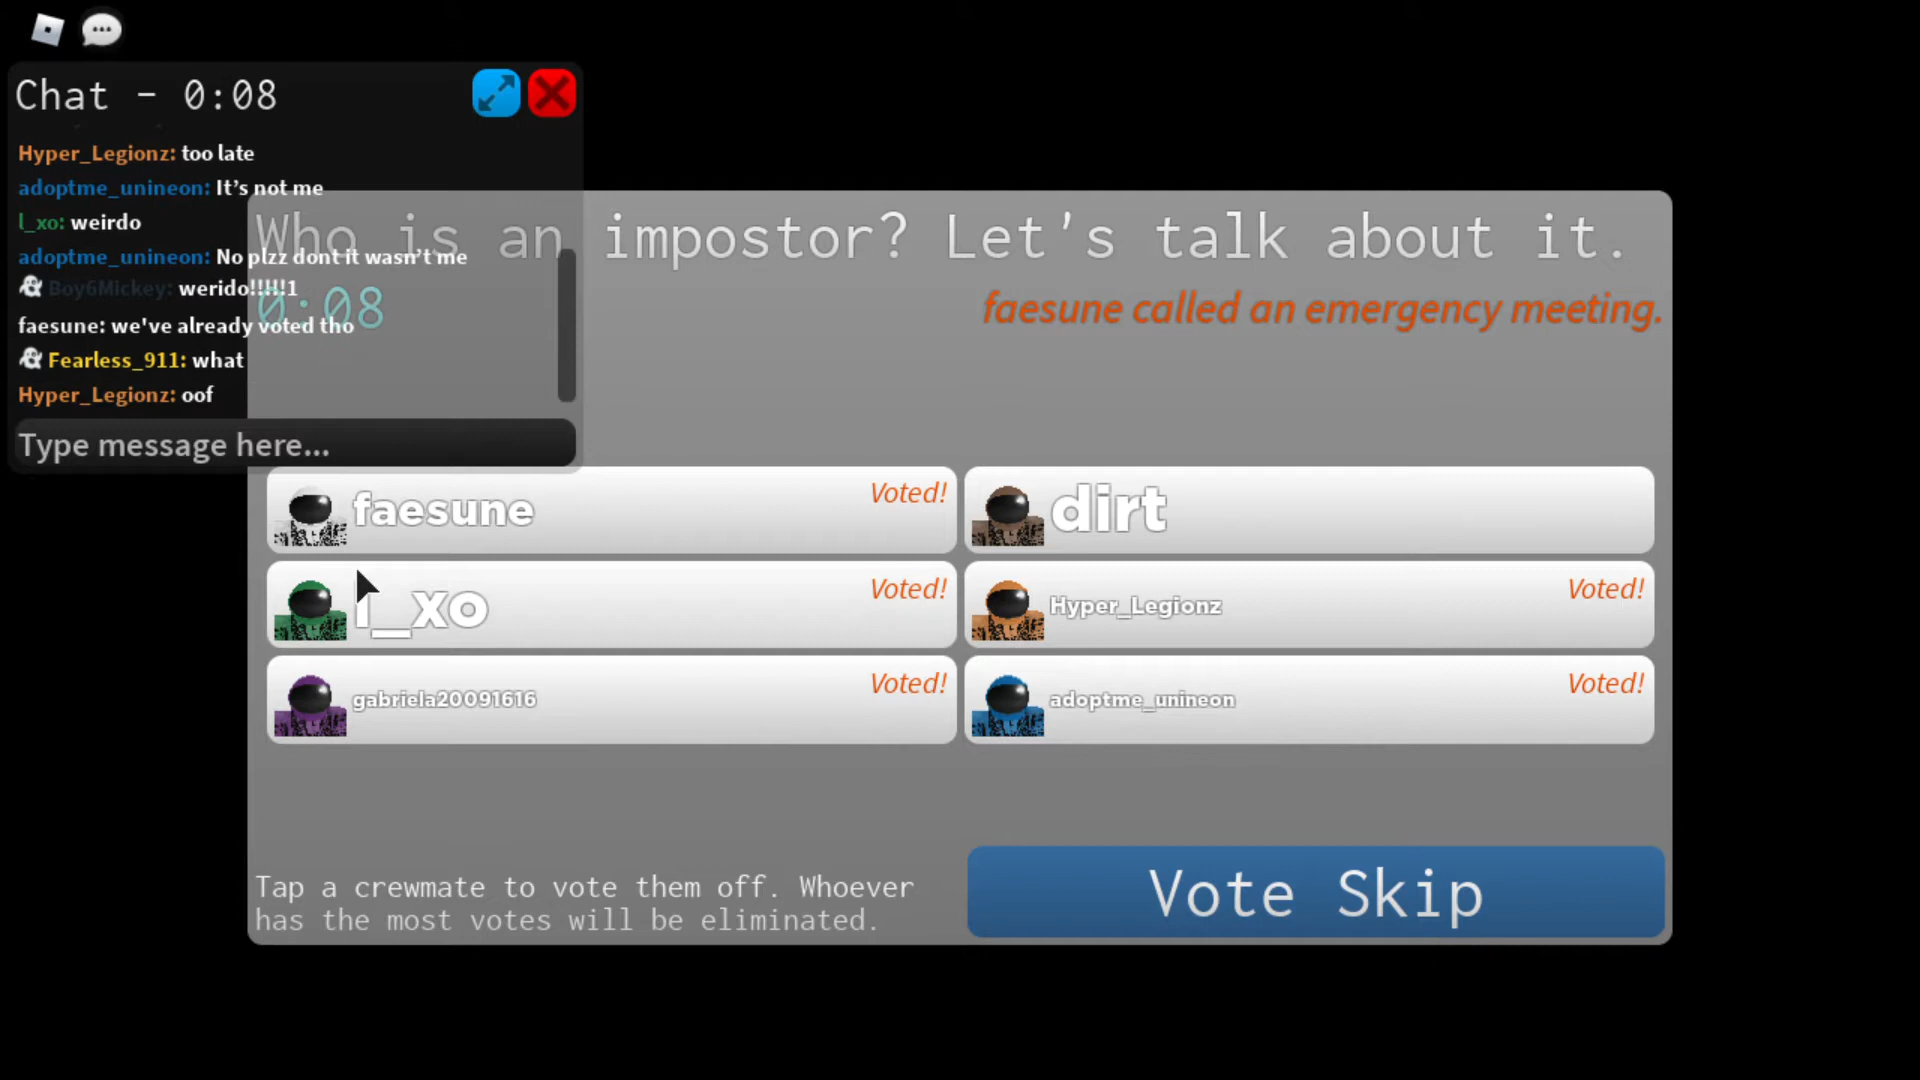 Chat - 0:08
Hyper_Legionz: too late
adoptme_unineon: It's not me
l_xo: weirdo
adoptme_unineon: No plzz dont it wasn't me
Boy6Mickey: werido!!!!!1
faesune: we've already voted tho
Fearless_911: what
Hyper_Legionz: oof
Type message here...
Who is an impostor? Let's talk about it.
0:08
faesune called an emergency meeting.
faesune Voted!
dirt
l_xo Voted!
Hyper_Legionz Voted!
gabriela20091616 Voted!
adoptme_unineon Voted!
Tap a crewmate to vote them off. Whoever
has the most votes will be eliminated.
Vote Skip